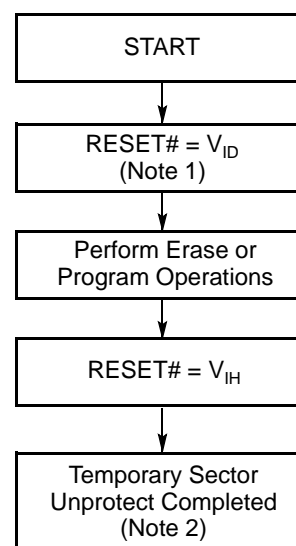 START
RESET# = VID
(Note 1)
Perform Erase or
Program Operations
RESET# = VIH
Temporary Sector
Unprotect Completed
(Note 2)